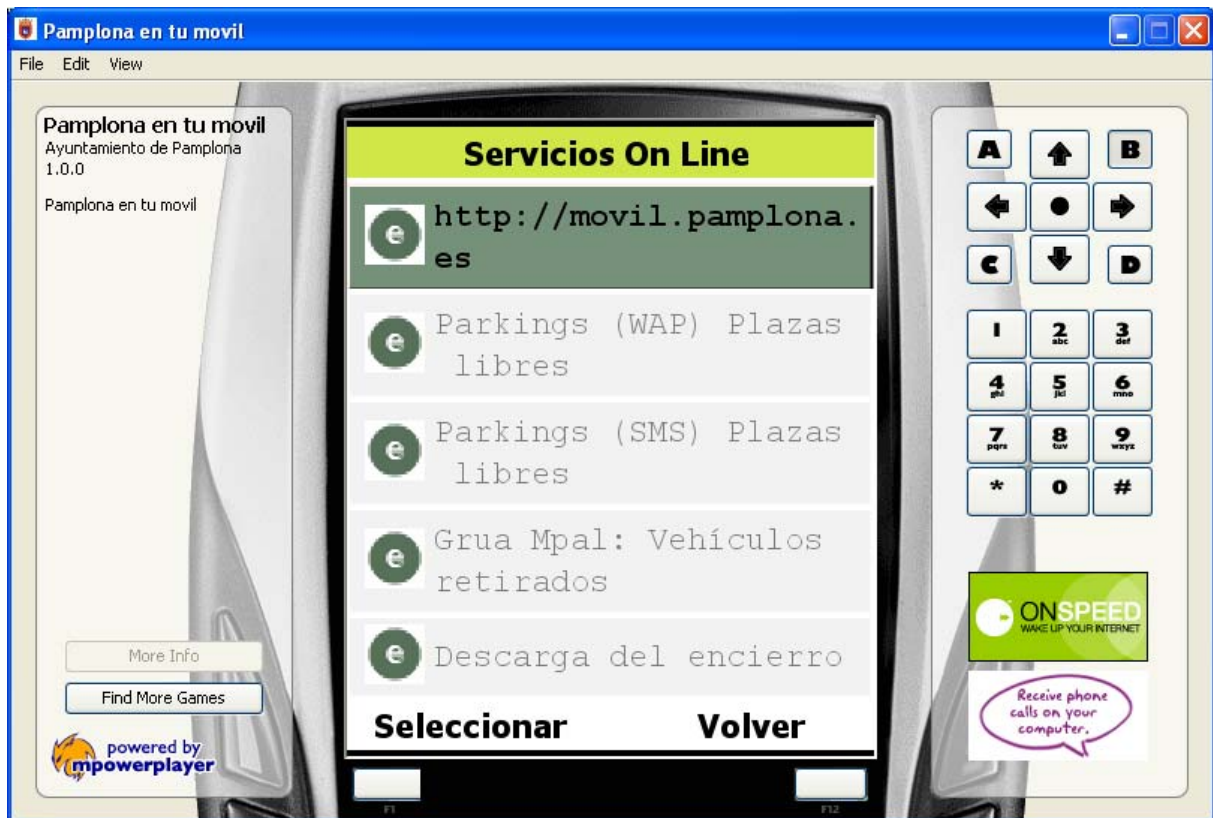 Pamplona en tu movil
File Edit View
Pamplona en tu movil
Ayuntamiento de Pamplona
1.0.0
Pamplona en tu movil
Servicios On Line
http://movil.pamplona.
es
Parkings (WAP) Plazas
libres
Parkings (SMS) Plazas
libres
Grua Mpal: Vehículos
retirados
Descarga del encierro
Seleccionar Volver
F1 F12
More Info
Find More Games
powered by
mpowerplayer
A B
C D
1 2 abc 3 def
4 ghi 5 jkl 6 mno
7 pqrs 8 tuv 9 wxyz
* 0 #
ONSPEED
WAKE UP YOUR INTERNET
Receive phone
calls on your
computer.